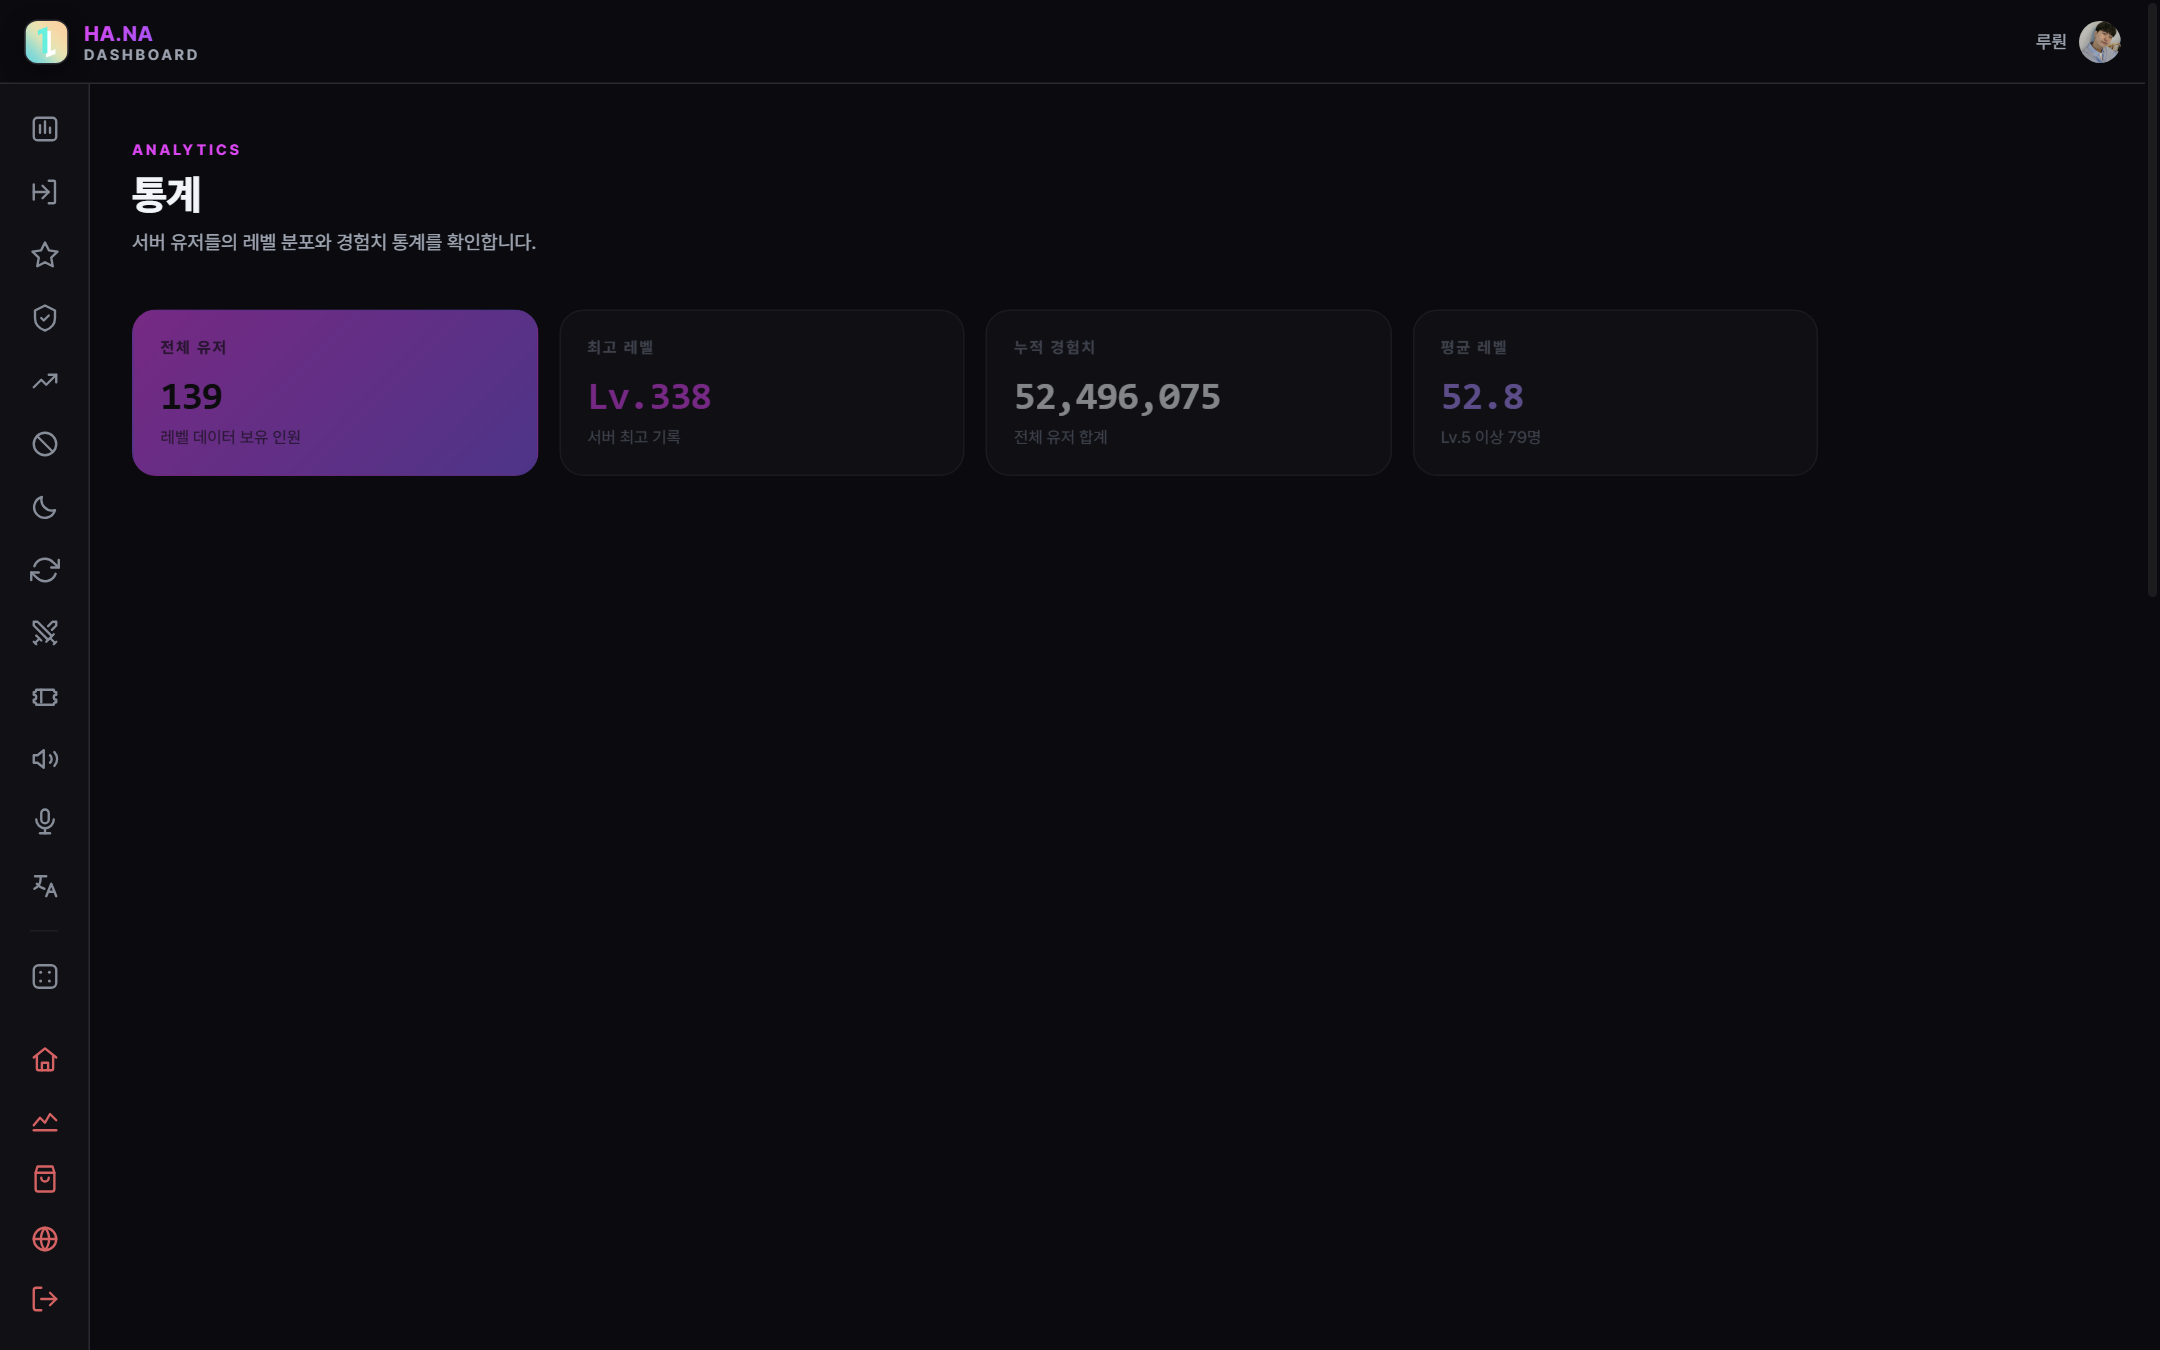 HA.NA
DASHBOARD
루뤈
ANALYTICS
통계
서버 유저들의 레벨 분포와 경험치 통계를 확인합니다.
전체 유저
139
레벨 데이터 보유 인원
최고 레벨
Lv.338
서버 최고 기록
누적 경험치
52,496,075
전체 유저 합계
평균 레벨
52.8
Lv.5 이상 79명